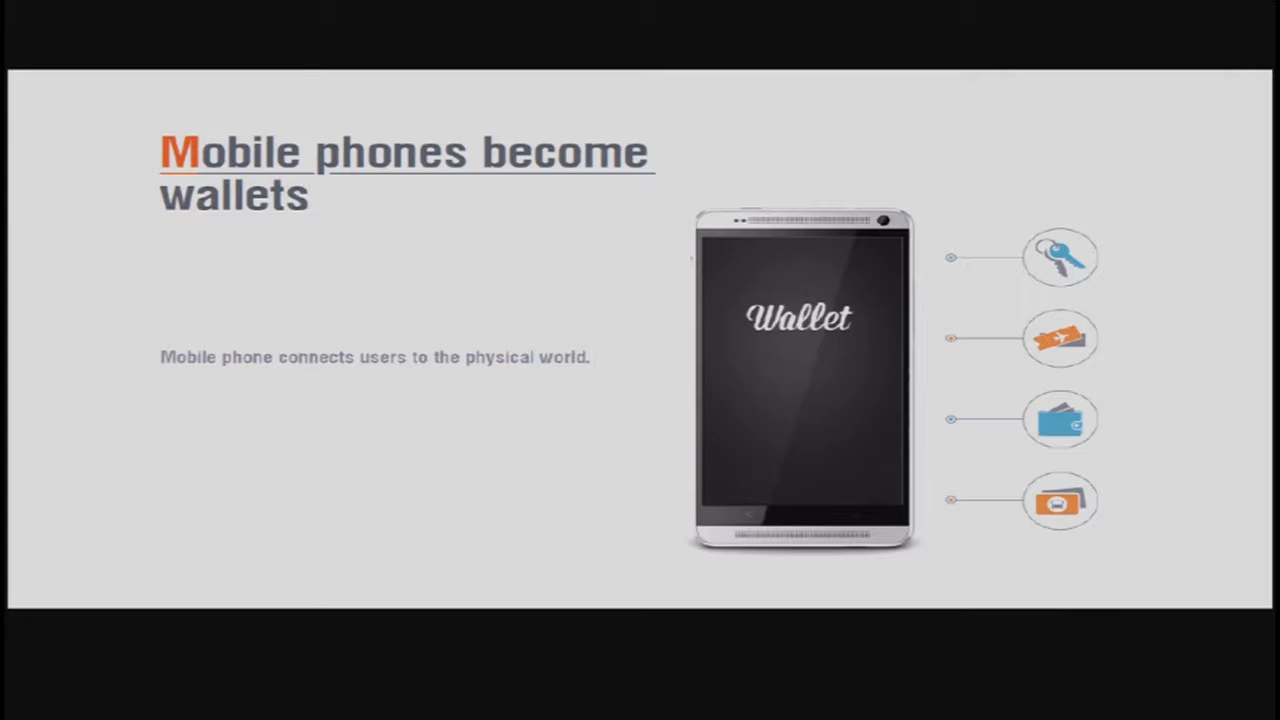 Mobile phones become
wallets
Mobile phone connects users to the physical world.
Wallet